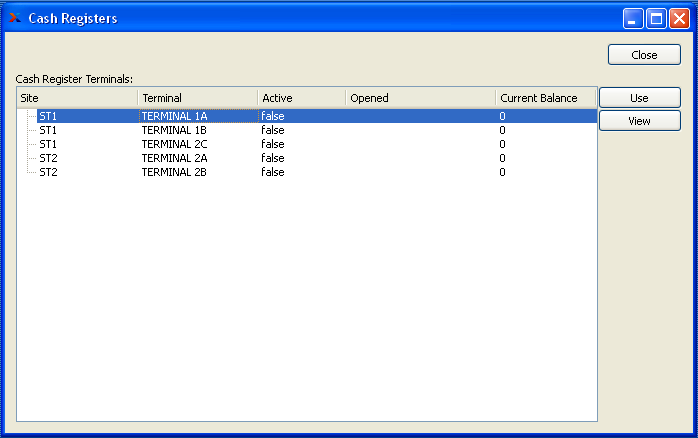 Cash Registers
Close
Cash Register Terminals:
Site Terminal Active Opened Current Balance
ST1 TERMINAL 1A false 0
ST1 TERMINAL 1B false 0
ST1 TERMINAL 2C false 0
ST2 TERMINAL 2A false 0
ST2 TERMINAL 2B false 0
Use
View